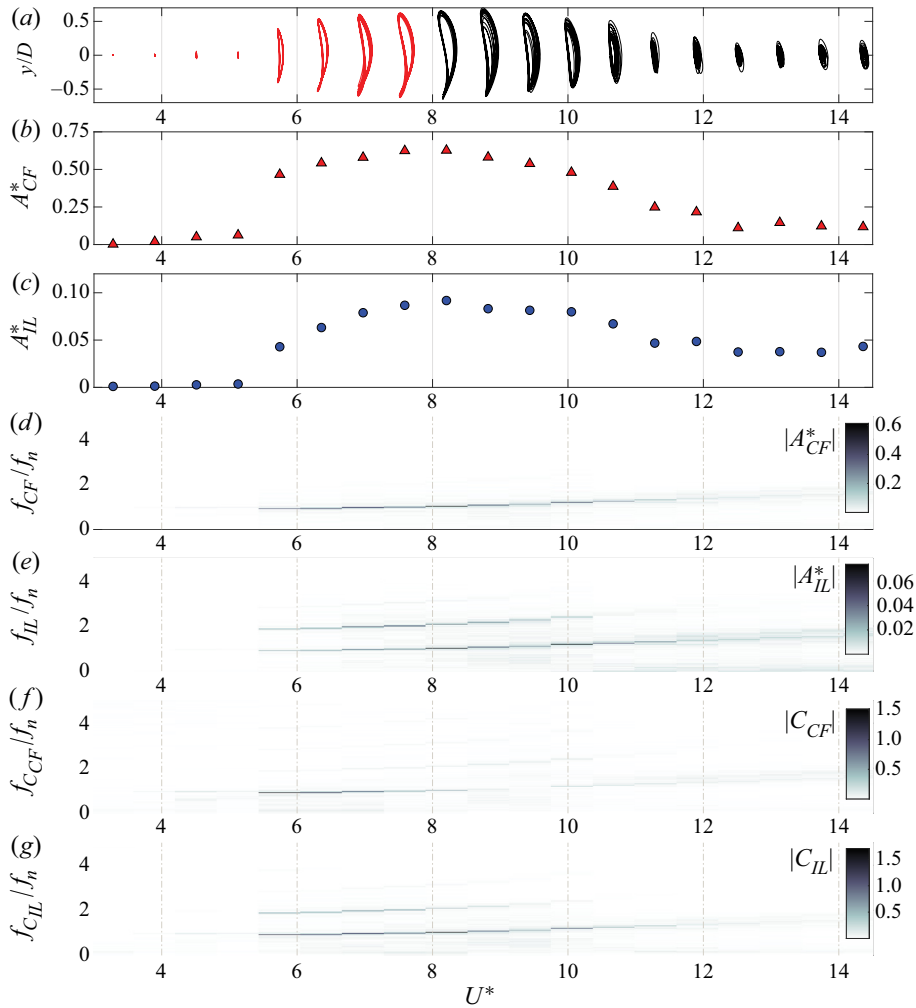 (a)
y/D
0.5
0
−0.5
4 6 8 10 12 14
(b)
A*CF
0.75
0.50
0.25
0
4 6 8 10 12 14
(c)
A*IL
0.10
0.05
0
4 6 8 10 12 14
(d)
fCF/fn
4
2
0
|A*CF|
0.6
0.4
0.2
4 6 8 10 12 14
(e)
fIL/fn
4
2
0
|A*IL|
0.06
0.04
0.02
4 6 8 10 12 14
(f)
fCCF/fn
4
2
0
|CCF|
1.5
1.0
0.5
4 6 8 10 12 14
(g)
fCIL/fn
4
2
0
|CIL|
1.5
1.0
0.5
4 6 8 10 12 14
U*